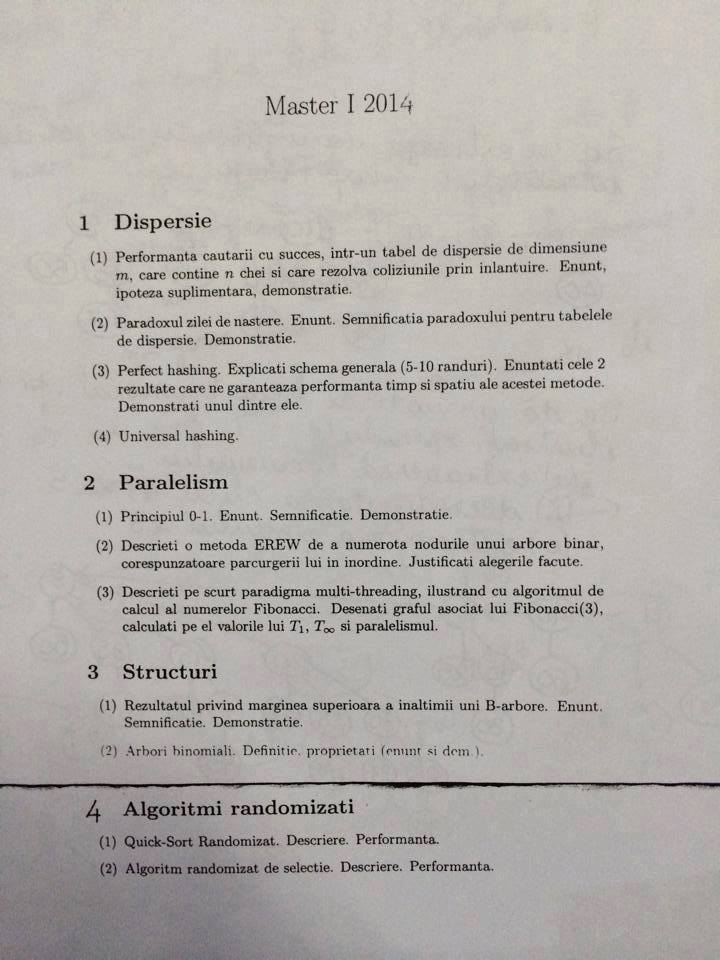 Master I 2014
1 Dispersie
(1) Performanta cautarii cu succes, intr-un tabel de dispersie de dimensiune
m, care contine n chei si care rezolva coliziunile prin inlantuire. Enunt,
ipoteza suplimentara, demonstratie.
(2) Paradoxul zilei de nastere. Enunt. Semnificatia paradoxului pentru tabelele
de dispersie. Demonstratie.
(3) Perfect hashing. Explicati schema generala (5-10 randuri). Enuntati cele 2
rezultate care ne garanteaza performanta timp si spatiu ale acestei metode.
Demonstrati unul dintre ele.
(4) Universal hashing.
2 Paralelism
(1) Principiul 0-1. Enunt. Semnificatie. Demonstratie.
(2) Descrieti o metoda EREW de a numerota nodurile unui arbore binar,
corespunzatoare parcurgerii lui in inordine. Justificati alegerile facute.
(3) Descrieti pe scurt paradigma multi-threading, ilustrand cu algoritmul de
calcul al numerelor Fibonacci. Desenati graful asociat lui Fibonacci(3),
calculati pe el valorile lui T₁, T∞ si paralelismul.
3 Structuri
(1) Rezultatul privind marginea superioara a inaltimii uni B-arbore. Enunt.
Semnificatie. Demonstratie.
(2) Arbori binomiali. Definitie, proprietati (enunt si dem.).
4 Algoritmi randomizati
(1) Quick-Sort Randomizat. Descriere. Performanta.
(2) Algoritm randomizat de selectie. Descriere. Performanta.